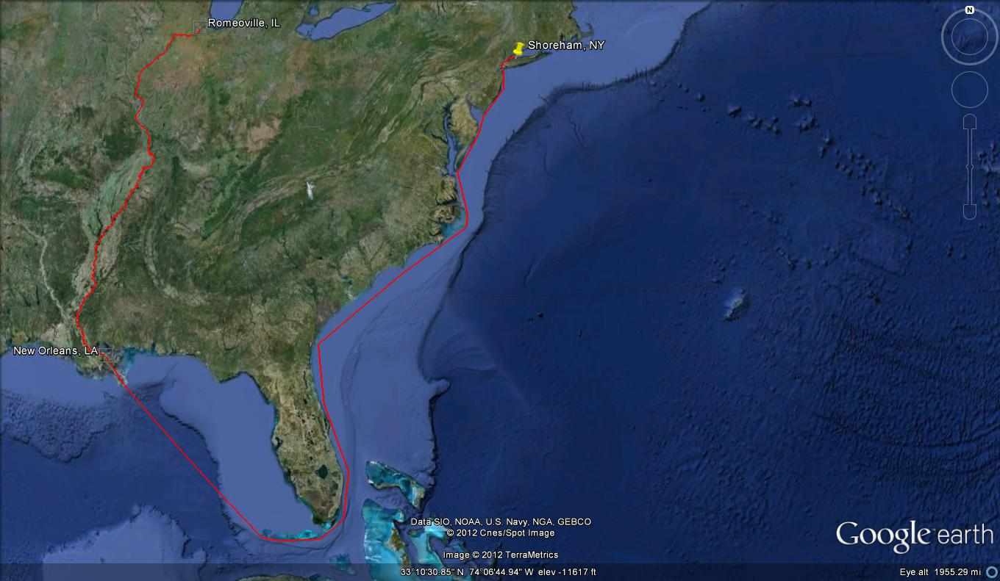 N
Romeoville, IL
Shoreham, NY
New Orleans, LA
Data SIO, NOAA, U.S. Navy, NGA, GEBCO
© 2012 Cnes/Spot Image
Image © 2012 TerraMetrics
Google earth
33°10'30.85" N 74°06'44.94" W elev -11617 ft
Eye alt 1955.29 mi